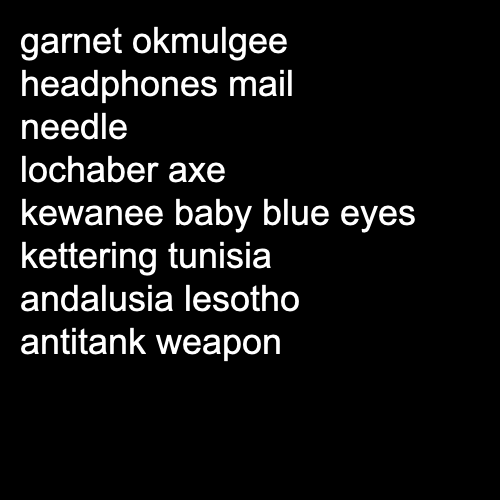 garnet okmulgee
headphones mail
needle
lochaber axe
kewanee baby blue eyes
kettering tunisia
andalusia lesotho
antitank weapon